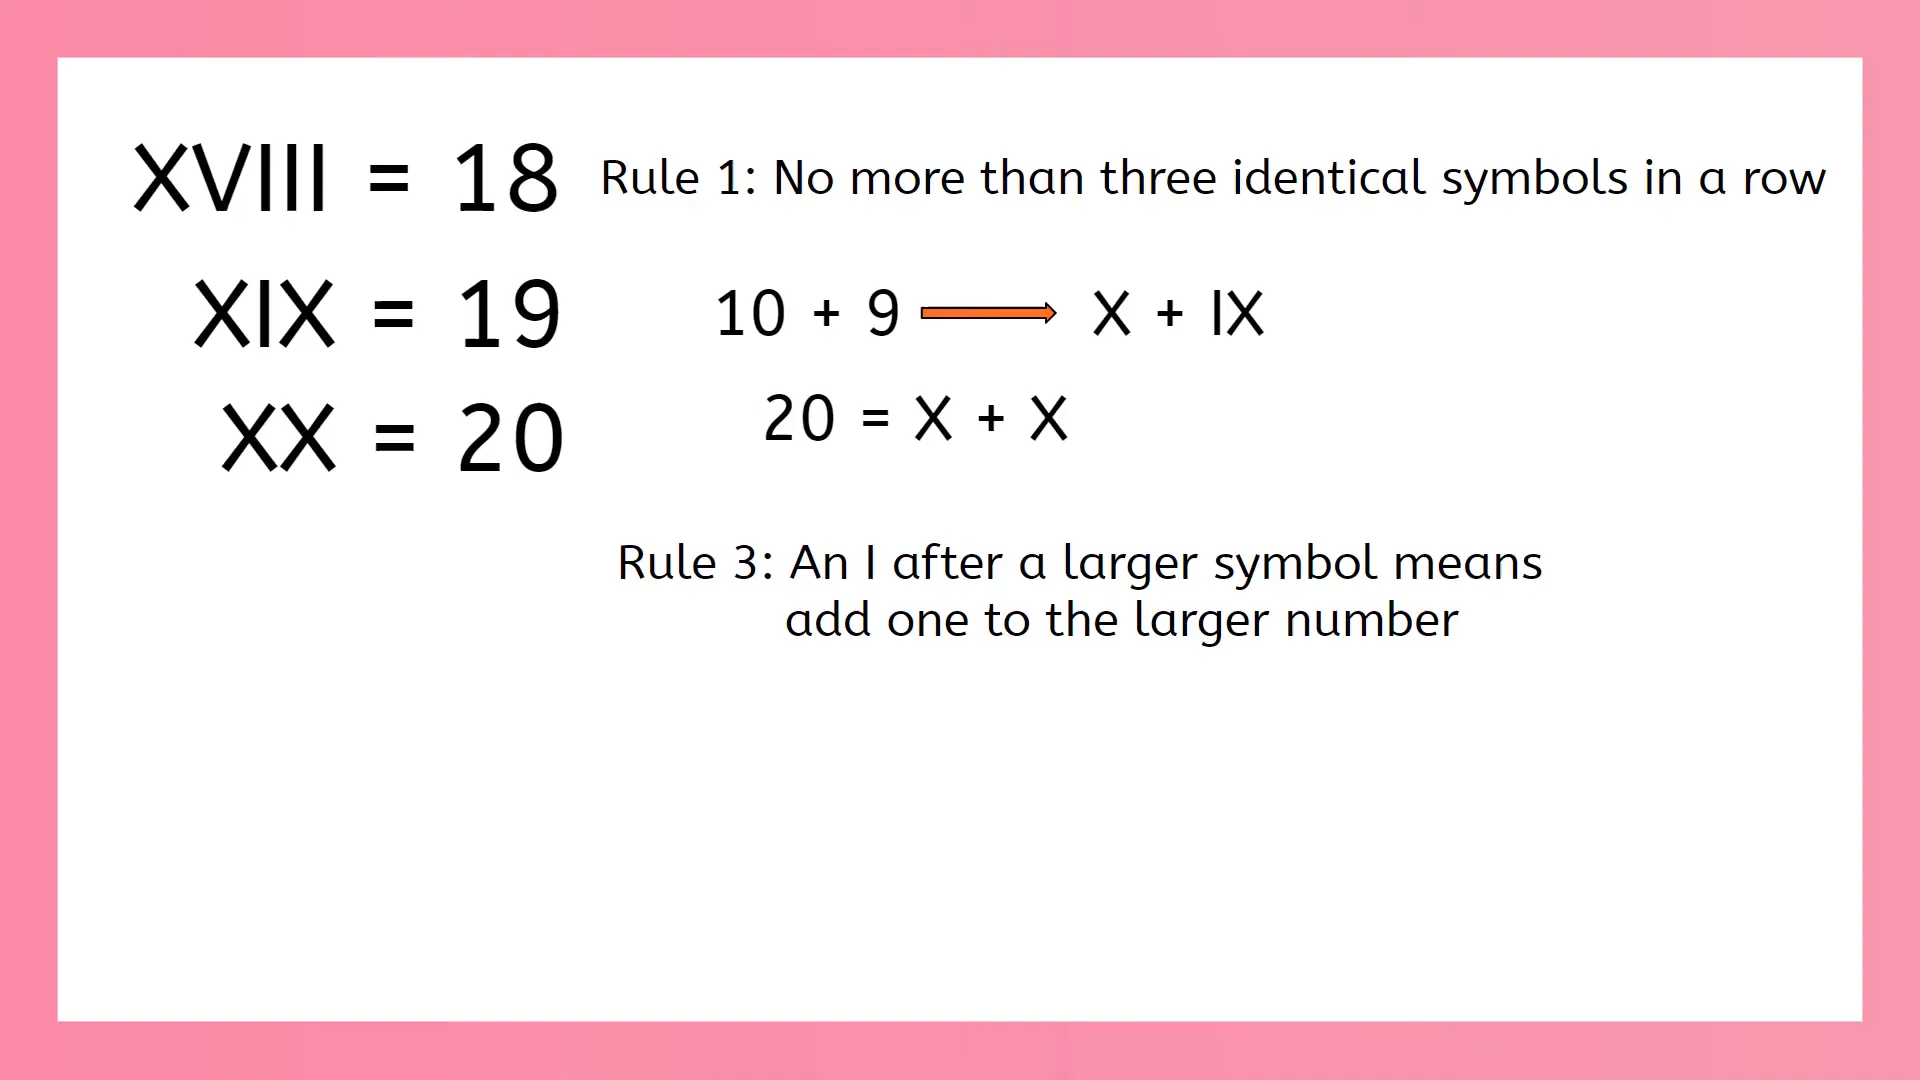 XVIII = 18 Rule 1: No more than three identical symbols in a row
XIX = 19 10 + 9 X + IX
XX = 20 20 = X + X
Rule 3: An I after a larger symbol means
add one to the larger number